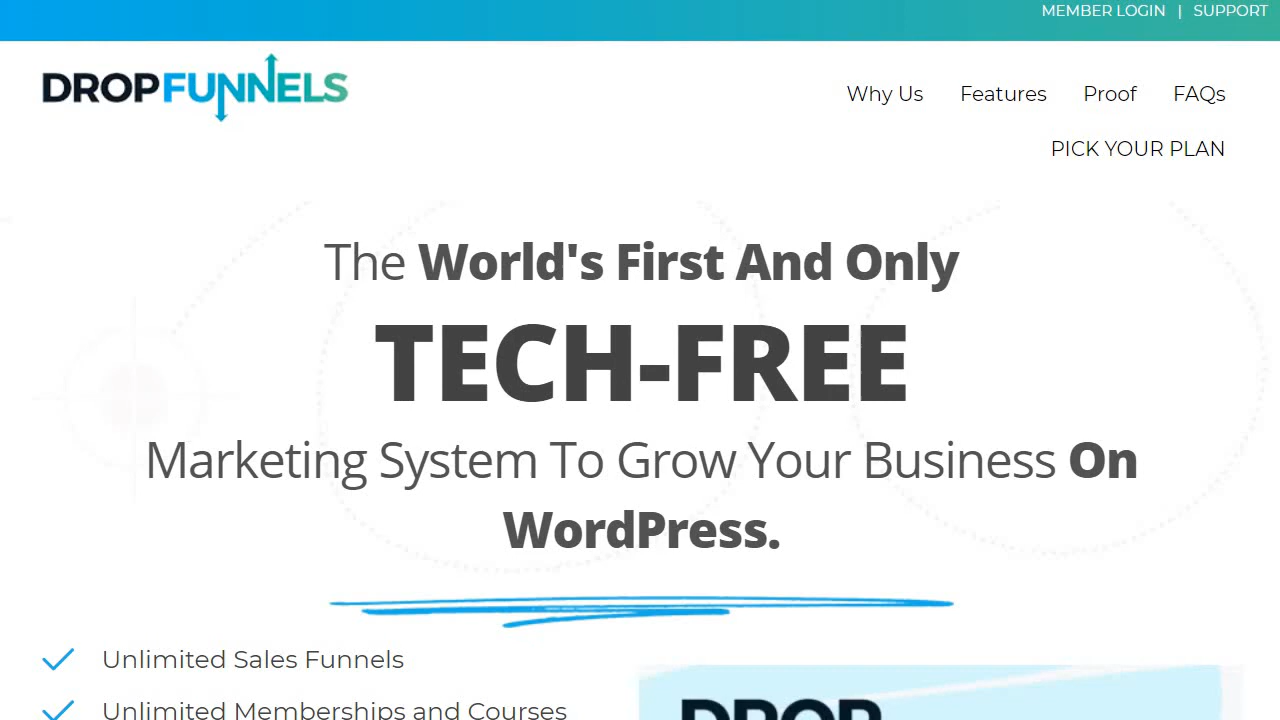 MEMBER LOGIN | SUPPORT
DROPFUNNELS
Why Us Features Proof FAQs
PICK YOUR PLAN
The World's First And Only
TECH-FREE
Marketing System To Grow Your Business On
WordPress.
Unlimited Sales Funnels
Unlimited Memberships and Courses
DROP